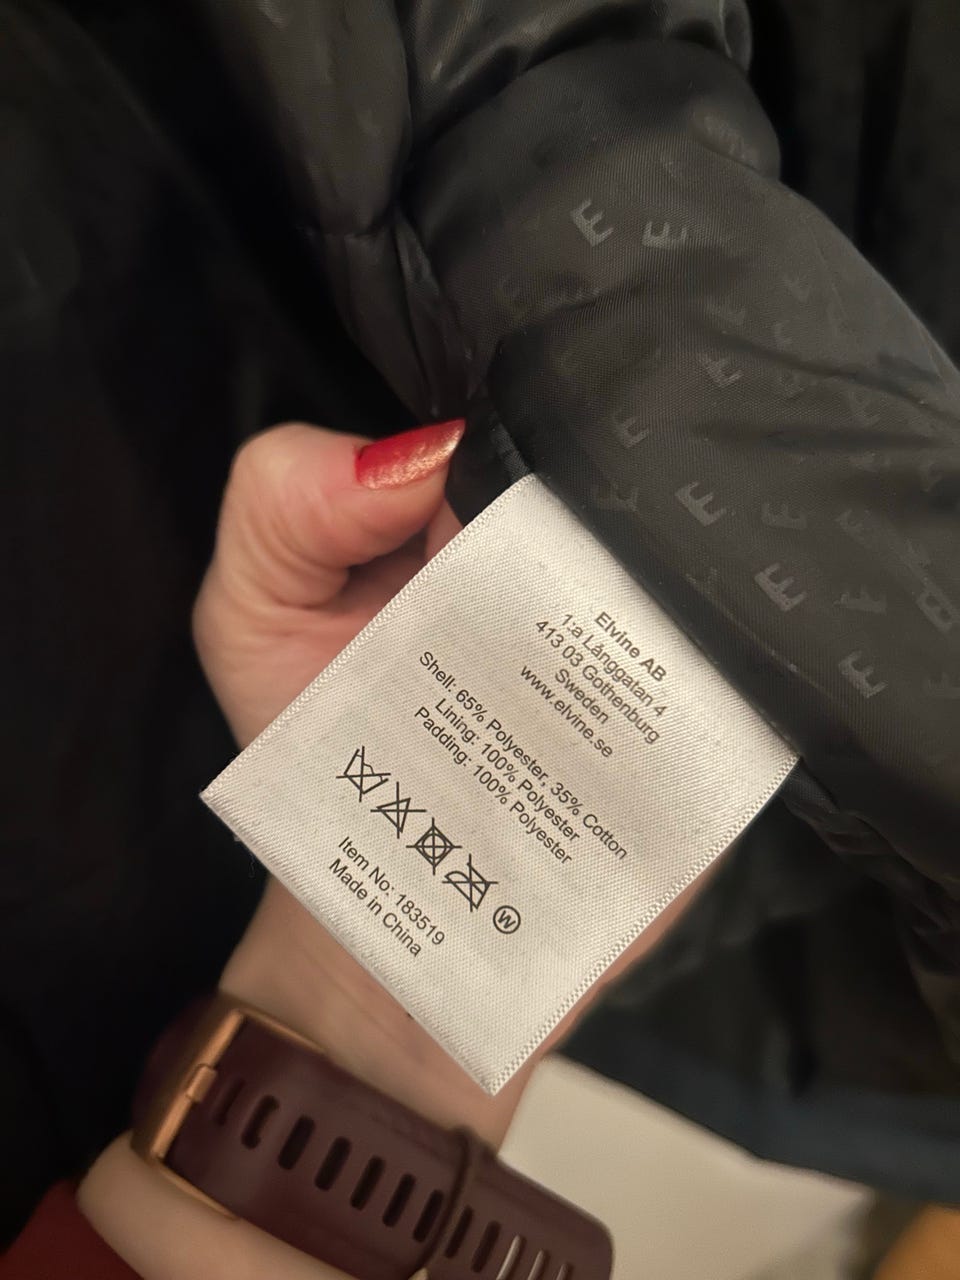 Elvine AB
1:a Långgatan 4
413 03 Gothenburg
Sweden
www.elvine.se
Shell: 65% Polyester, 35% Cotton
Lining: 100% Polyester
Padding: 100% Polyester
W
Item No: 183519
Made in China